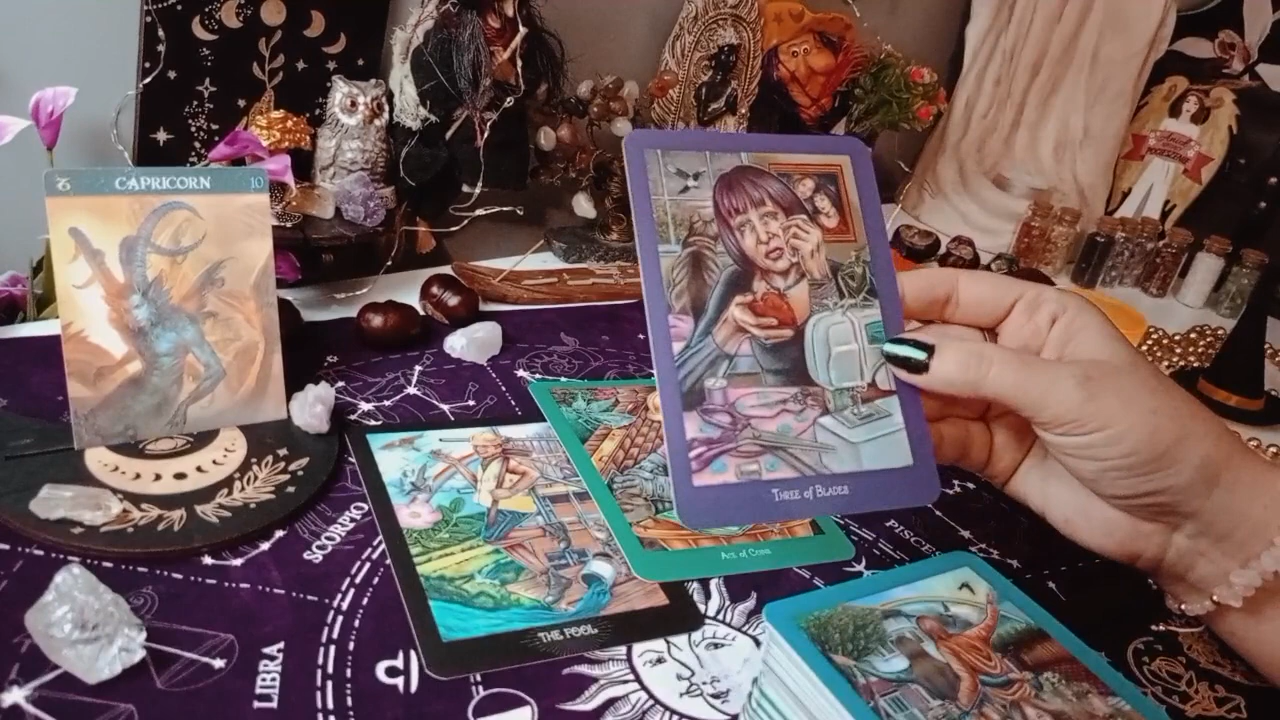 CAPRICORN 10
THREE OF BLADES
SCORPIO
PISCES
ACE OF COINS
THE FOOL
LIBRA